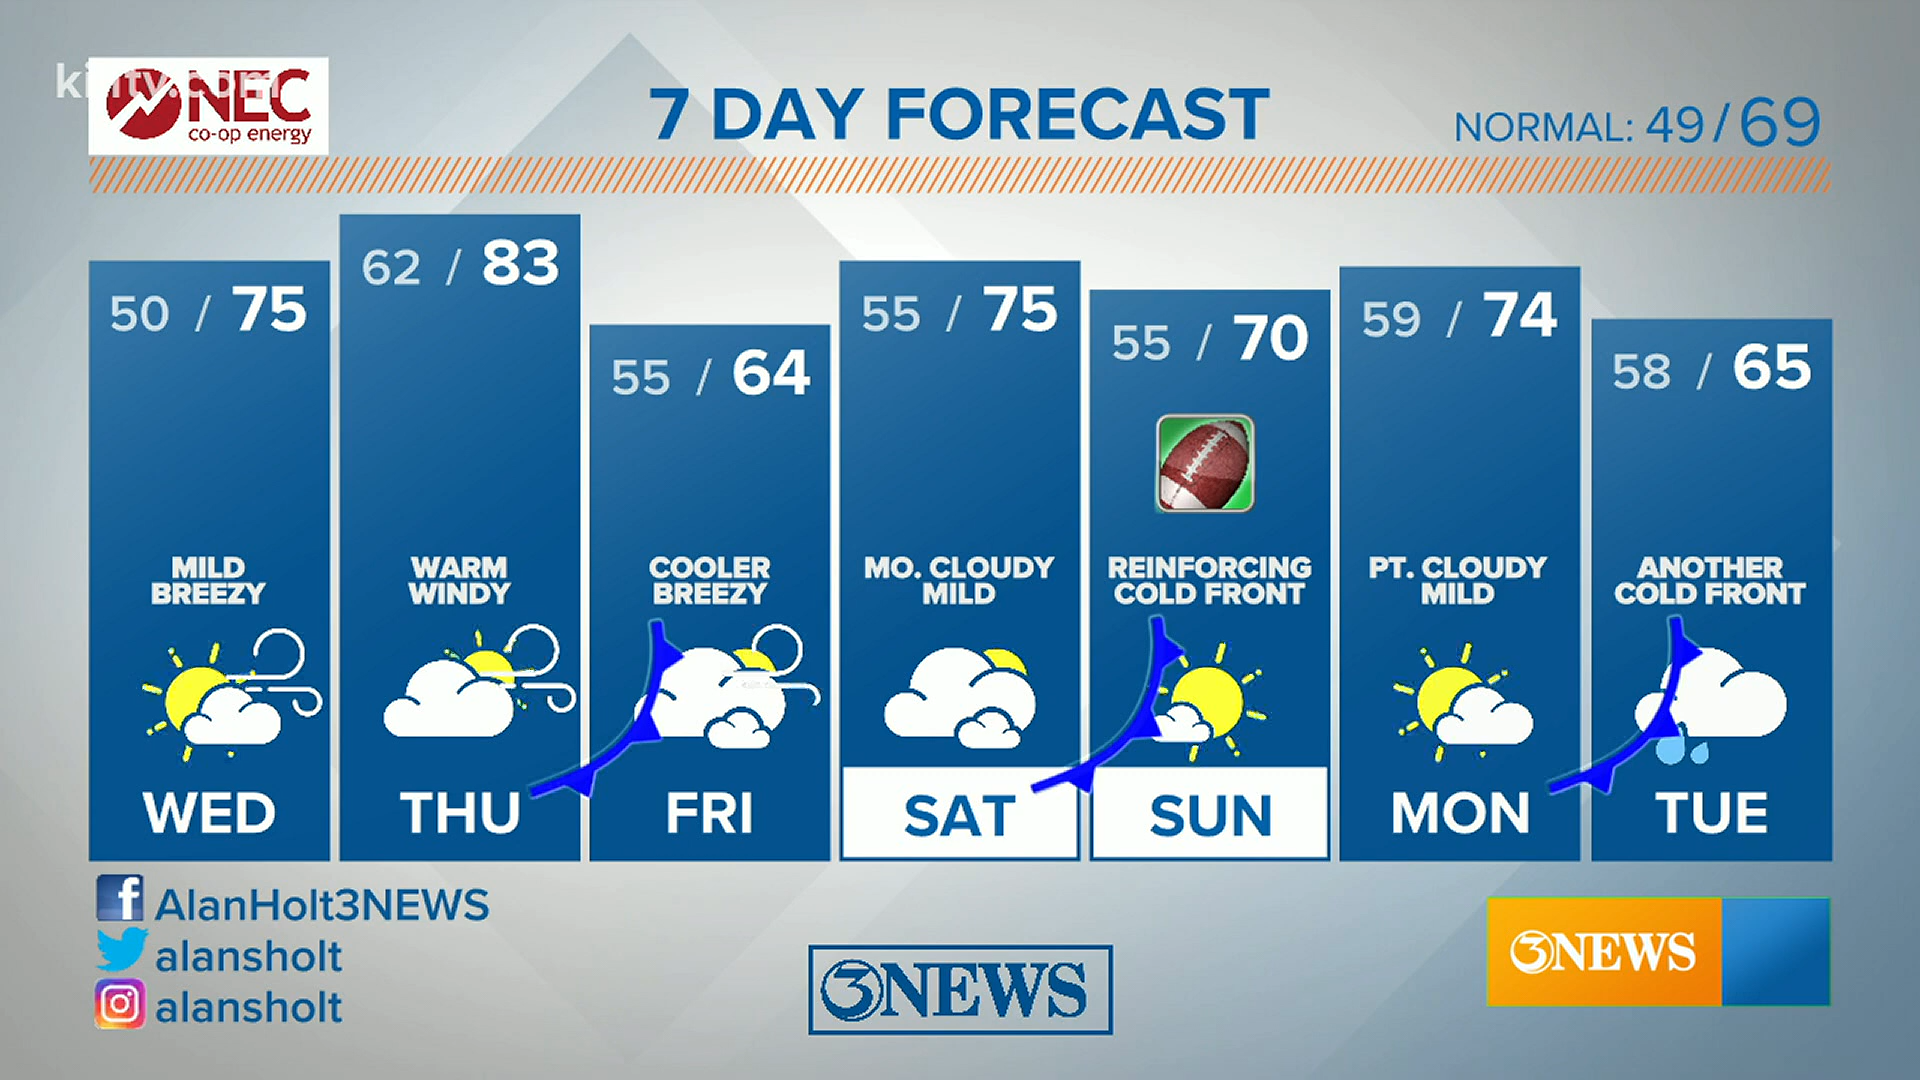 kiiitv.com
NEC
co-op energy
7 DAY FORECAST
NORMAL: 49/69
50 / 75
MILD
BREEZY
WED
62 / 83
WARM
WINDY
THU
55 / 64
COOLER
BREEZY
FRI
55 / 75
MO. CLOUDY
MILD
SAT
55 / 70
REINFORCING
COLD FRONT
SUN
59 / 74
PT. CLOUDY
MILD
MON
58 / 65
ANOTHER
COLD FRONT
TUE
AlanHolt3NEWS
alansholt
alansholt
3NEWS
3NEWS